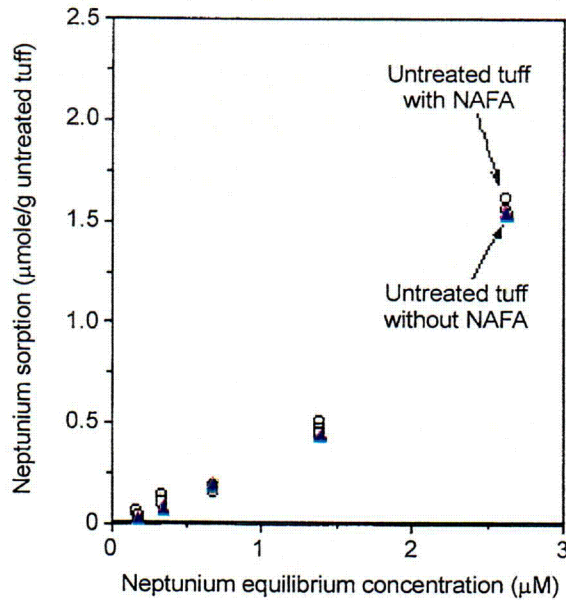 2.5
Untreated tuff
with NAFA
2.0
1.5
Untreated tuff
without NAFA
1.0
0.5
0
0 1 2 3
Neptunium sorption (μmole/g untreated tuff)
Neptunium equilibrium concentration (μM)